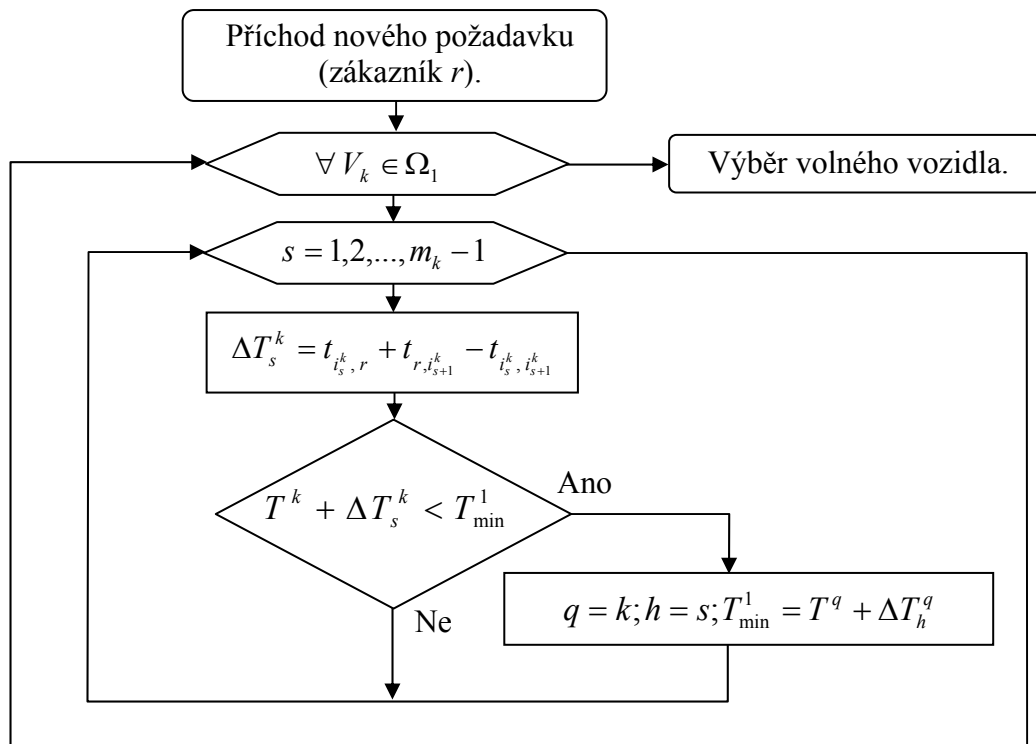 Příchod nového požadavku
(zákazník r).
∀ V_k ∈ Ω_1
Výběr volného vozidla.
s = 1,2,..., m_k − 1
ΔT_s^k = t_{i_s^k, r} + t_{r, i_{s+1}^k} − t_{i_s^k, i_{s+1}^k}
Ano
T^k + ΔT_s^k < T_min^1
q = k; h = s; T_min^1 = T^q + ΔT_h^q
Ne